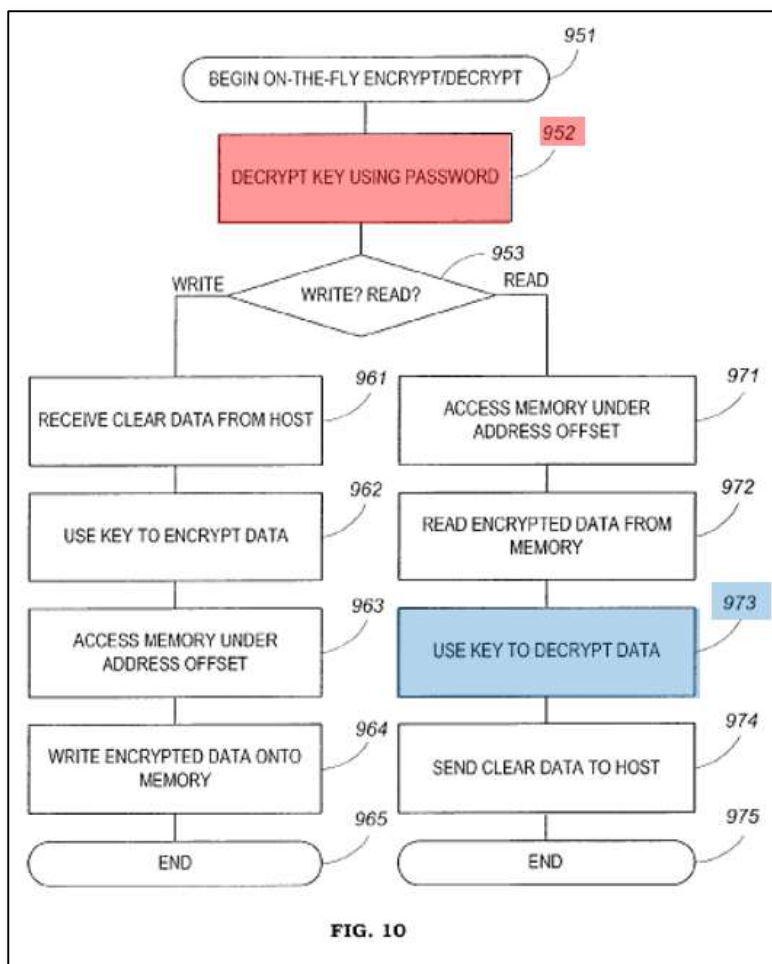 951
BEGIN ON-THE-FLY ENCRYPT/DECRYPT
952
DECRYPT KEY USING PASSWORD
953
WRITE
WRITE? READ?
READ
961
RECEIVE CLEAR DATA FROM HOST
962
USE KEY TO ENCRYPT DATA
963
ACCESS MEMORY UNDER
ADDRESS OFFSET
964
WRITE ENCRYPTED DATA ONTO
MEMORY
965
END
971
ACCESS MEMORY UNDER
ADDRESS OFFSET
972
READ ENCRYPTED DATA FROM
MEMORY
973
USE KEY TO DECRYPT DATA
974
SEND CLEAR DATA TO HOST
975
END
FIG. 10